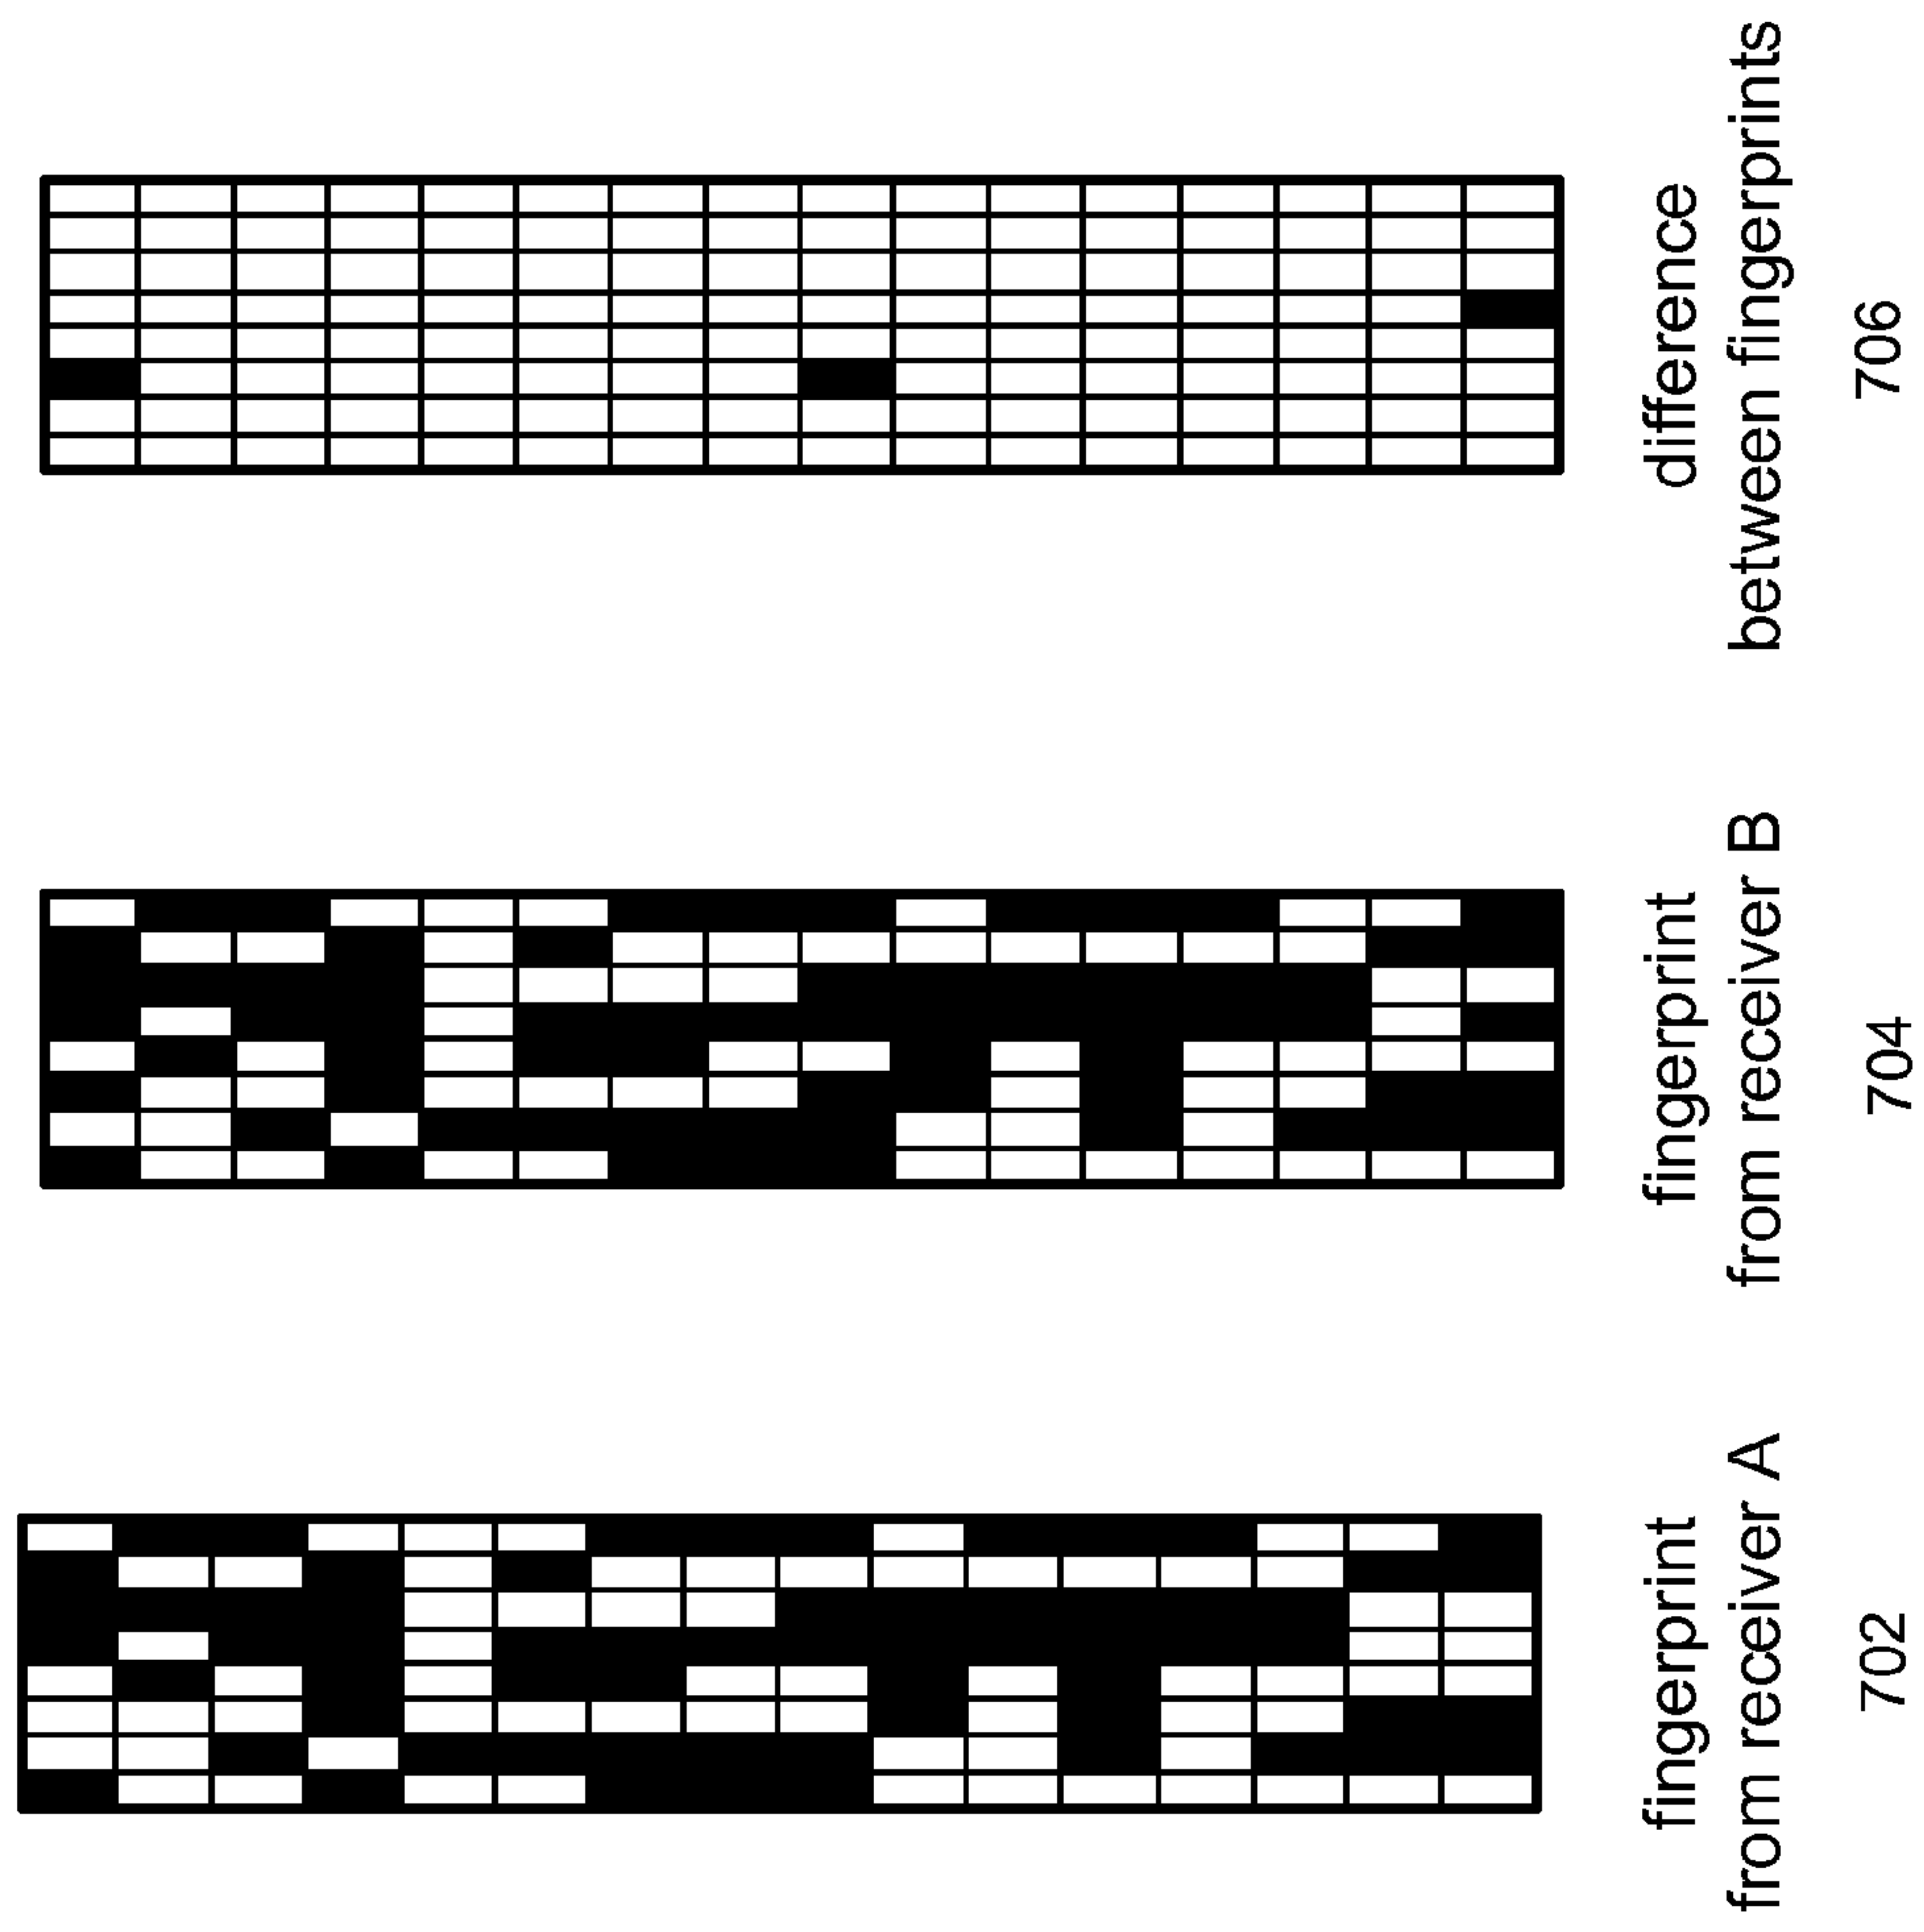 fingerprint
from receiver A
702
fingerprint
from receiver B
704
difference
between fingerprints
706